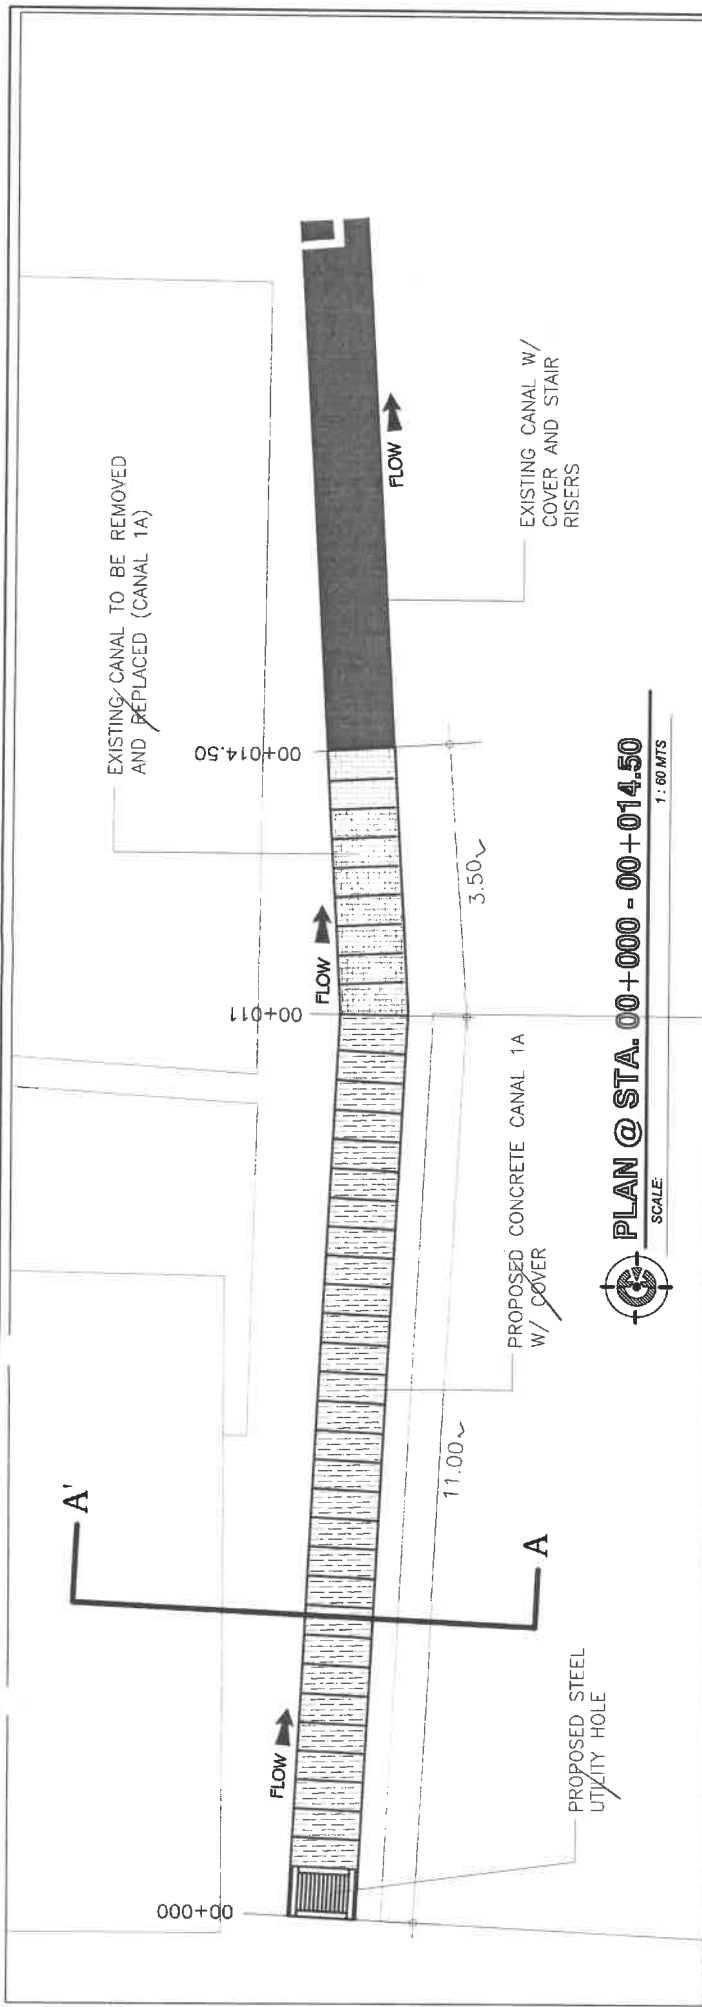 EXISTING CANAL TO BE REMOVED
AND REPLACED (CANAL 1A)
00+000
FLOW
00+011
FLOW
00+014.50
FLOW
A'
A
11.00
3.50
PROPOSED STEEL
UTILITY HOLE
PROPOSED CONCRETE CANAL 1A
W/ COVER
EXISTING CANAL W/
COVER AND STAIR
RISERS
PLAN @ STA. 00+000 - 00+014.50
SCALE: 1 : 60 MTS